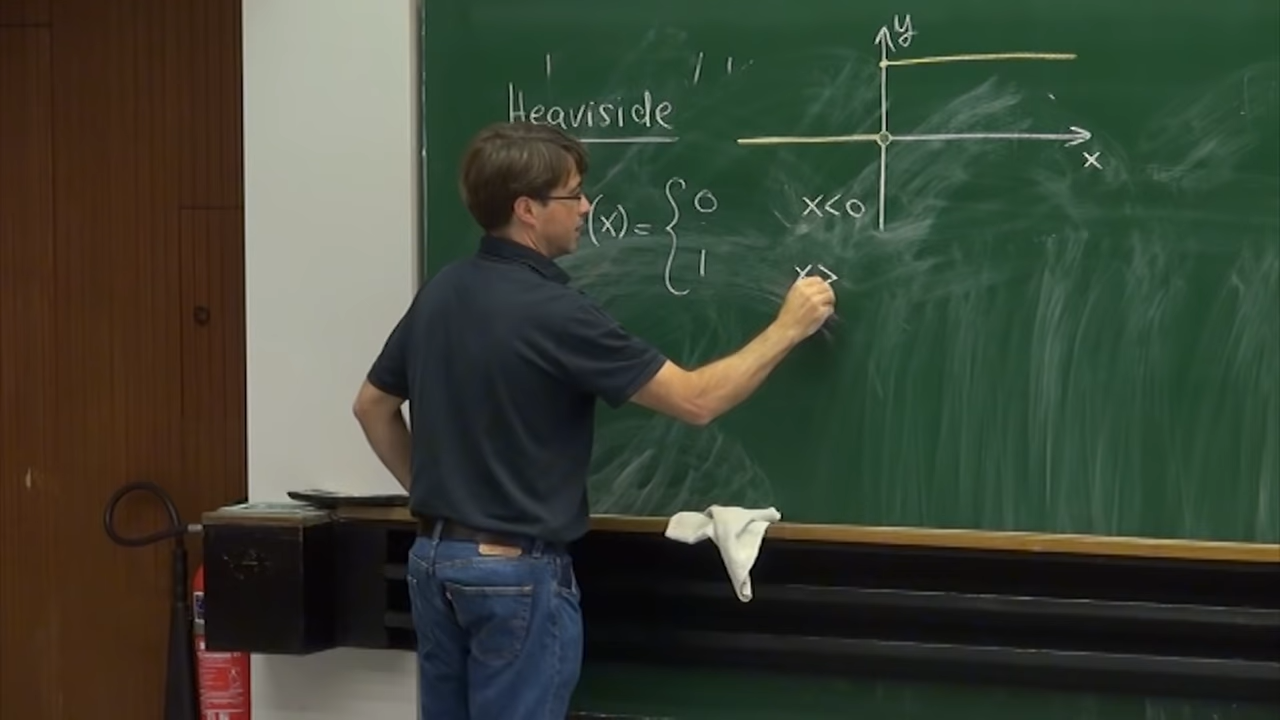 y
Heaviside
x
(x) = { 0 x<0
1 x>